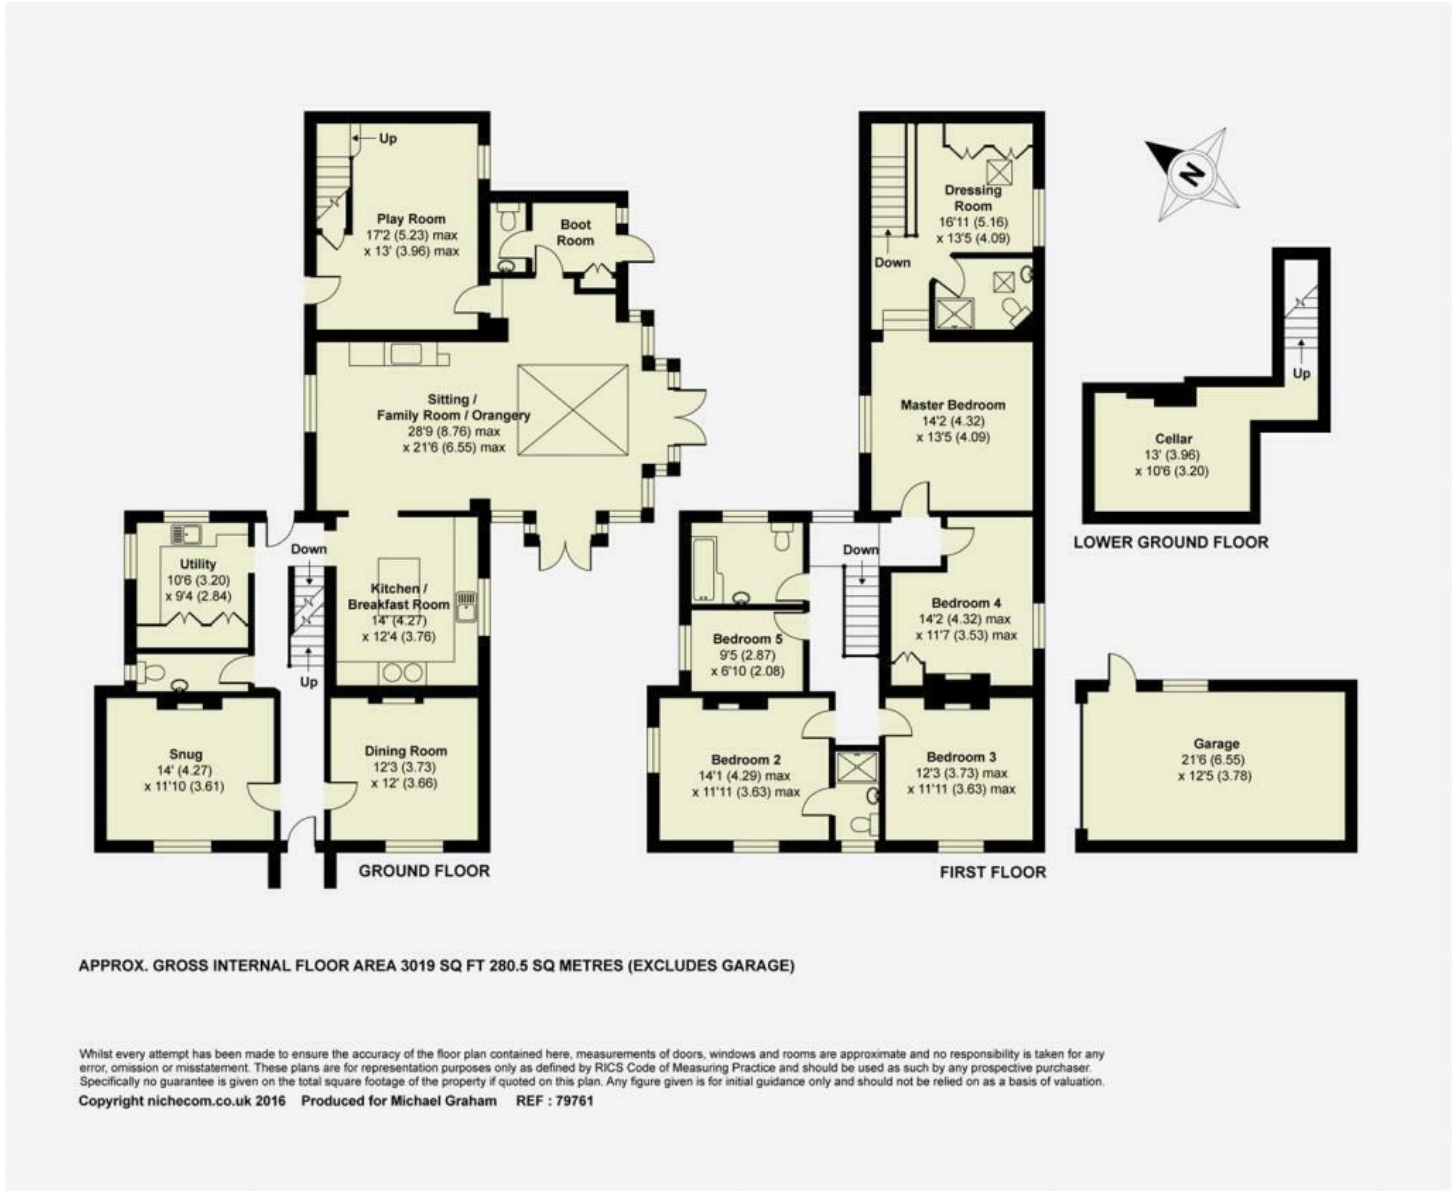 Up
Play Room
17'2 (5.23) max
x 13' (3.96) max
Boot
Room
Sitting /
Family Room / Orangery
28'9 (8.76) max
x 21'6 (6.55) max
Down
Utility
10'6 (3.20)
x 9'4 (2.84)
Kitchen /
Breakfast Room
14' (4.27)
x 12'4 (3.76)
Up
Snug
14' (4.27)
x 11'10 (3.61)
Dining Room
12'3 (3.73)
x 12' (3.66)
GROUND FLOOR
Dressing
Room
16'11 (5.16)
x 13'5 (4.09)
Down
Master Bedroom
14'2 (4.32)
x 13'5 (4.09)
Down
Bedroom 4
14'2 (4.32) max
x 11'7 (3.53) max
Bedroom 5
9'5 (2.87)
x 6'10 (2.08)
Bedroom 2
14'1 (4.29) max
x 11'11 (3.63) max
Bedroom 3
12'3 (3.73) max
x 11'11 (3.63) max
FIRST FLOOR
N
Up
Cellar
13' (3.96)
x 10'6 (3.20)
LOWER GROUND FLOOR
Garage
21'6 (6.55)
x 12'5 (3.78)
APPROX. GROSS INTERNAL FLOOR AREA 3019 SQ FT 280.5 SQ METRES (EXCLUDES GARAGE)
Whilst every attempt has been made to ensure the accuracy of the floor plan contained here, measurements of doors, windows and rooms are approximate and no responsibility is taken for any
error, omission or misstatement. These plans are for representation purposes only as defined by RICS Code of Measuring Practice and should be used as such by any prospective purchaser.
Specifically no guarantee is given on the total square footage of the property if quoted on this plan. Any figure given is for initial guidance only and should not be relied on as a basis of valuation.
Copyright nichecom.co.uk 2016 Produced for Michael Graham REF : 79761